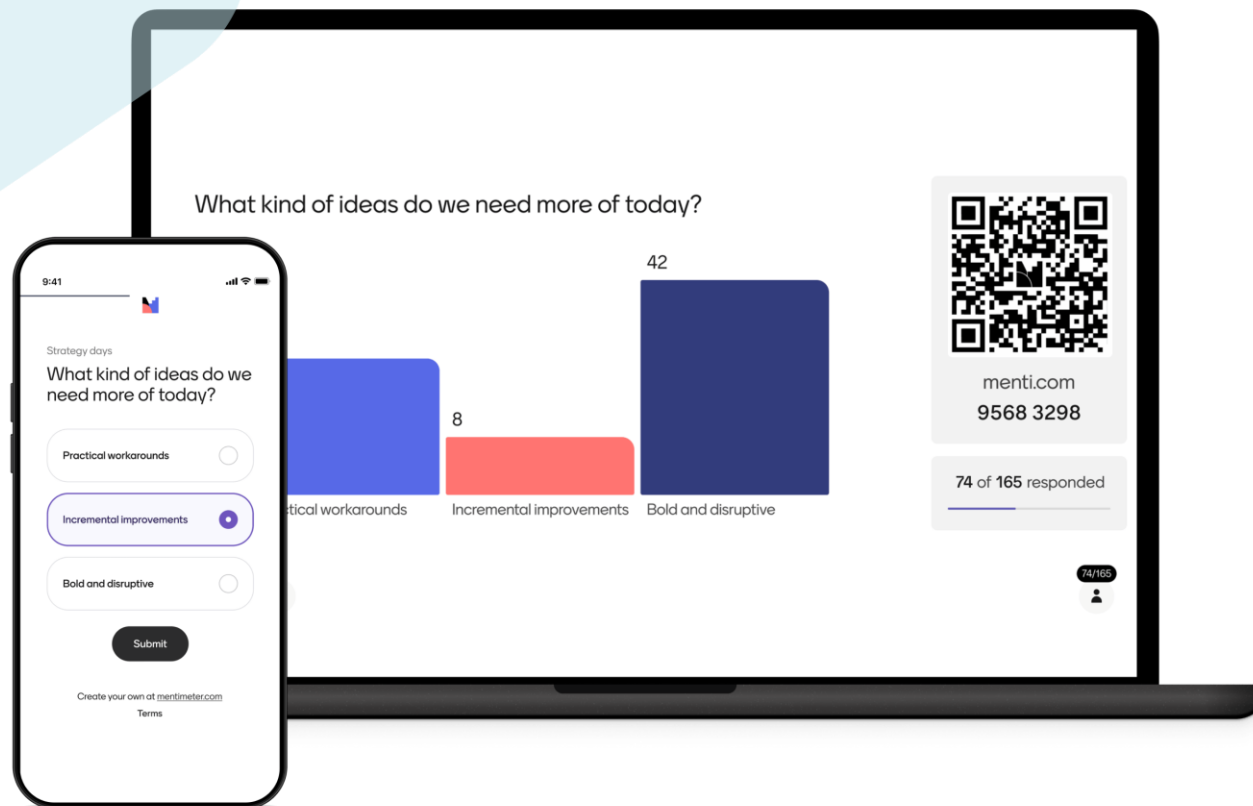 What kind of ideas do we need more of today?
42
8
tical workarounds
Incremental improvements
Bold and disruptive
menti.com
9568 3298
74 of 165 responded
74/165
9:41
Strategy days
What kind of ideas do we
need more of today?
Practical workarounds
Incremental improvements
Bold and disruptive
Submit
Create your own at mentimeter.com
Terms